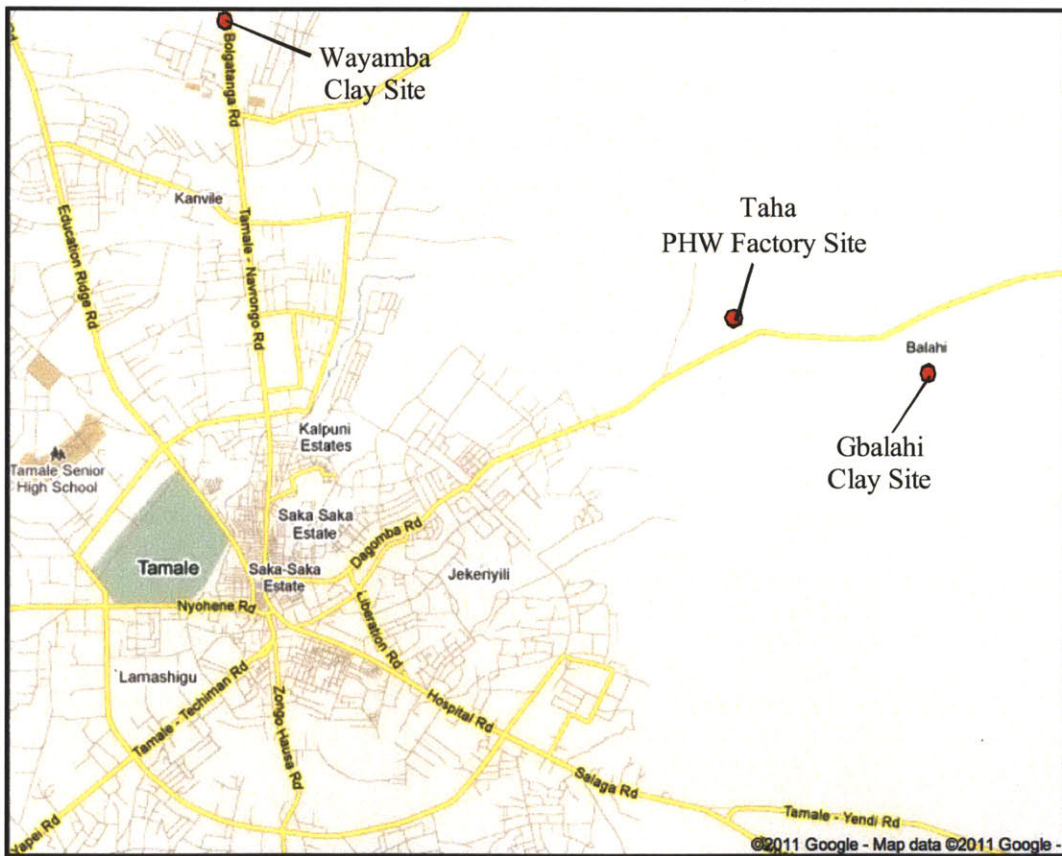 Rd
Bolgatanga Rd
Wayamba
Clay Site
Kanvile
Education Ridge Rd
Tamale - Navrongo Rd
Taha
PHW Factory Site
Balahi
Gbalahi
Clay Site
Kalpuni
Estates
Tamale Senior
High School
Saka Saka
Estate
Dagomba Rd
Tamale
Saka-Saka
Estate
Jekeriyili
Nyohene Rd
Liberation Rd
Lamashigu
Tamale - Techiman Rd
Zongo Hausa Rd
Hospital Rd
Salaga Rd
Yapei Rd
Tamale - Yendi Rd
©2011 Google - Map data ©2011 Google -